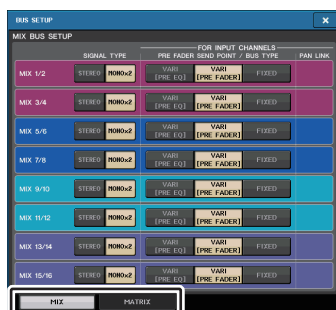 BUS SETUP
MIX BUS SETUP
FOR INPUT CHANNELS
SIGNAL TYPE PRE FADER SEND POINT / BUS TYPE PAN LINK
MIX 1/2 STEREO MONOx2 VARI [PRE EQ] VARI [PRE FADER] FIXED
MIX 3/4 STEREO MONOx2 VARI [PRE EQ] VARI [PRE FADER] FIXED
MIX 5/6 STEREO MONOx2 VARI [PRE EQ] VARI [PRE FADER] FIXED
MIX 7/8 STEREO MONOx2 VARI [PRE EQ] VARI [PRE FADER] FIXED
MIX 9/10 STEREO MONOx2 VARI [PRE EQ] VARI [PRE FADER] FIXED
MIX 11/12 STEREO MONOx2 VARI [PRE EQ] VARI [PRE FADER] FIXED
MIX 13/14 STEREO MONOx2 VARI [PRE EQ] VARI [PRE FADER] FIXED
MIX 15/16 STEREO MONOx2 VARI [PRE EQ] VARI [PRE FADER] FIXED
MIX MATRIX